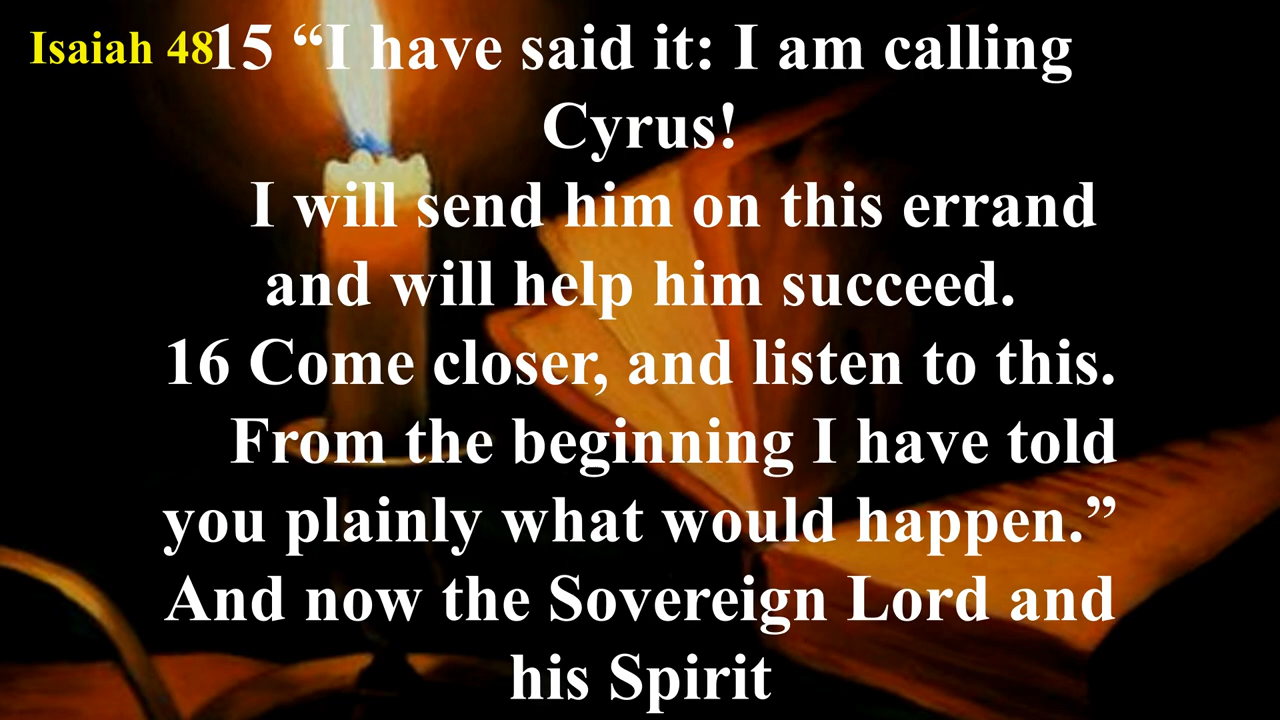 Isaiah 48
15 “I have said it: I am calling
Cyrus!
I will send him on this errand
and will help him succeed.
16 Come closer, and listen to this.
From the beginning I have told
you plainly what would happen.”
And now the Sovereign Lord and
his Spirit